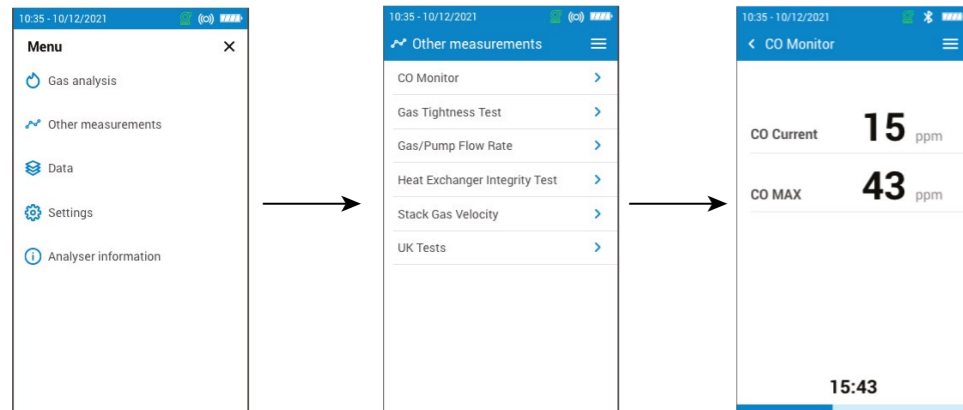 10:35 - 10/12/2021
Menu
Gas analysis
Other measurements
Data
Settings
Analyser information
10:35 - 10/12/2021
Other measurements
CO Monitor
Gas Tightness Test
Gas/Pump Flow Rate
Heat Exchanger Integrity Test
Stack Gas Velocity
UK Tests
10:35 - 10/12/2021
CO Monitor
CO Current 15 ppm
CO MAX 43 ppm
15:43